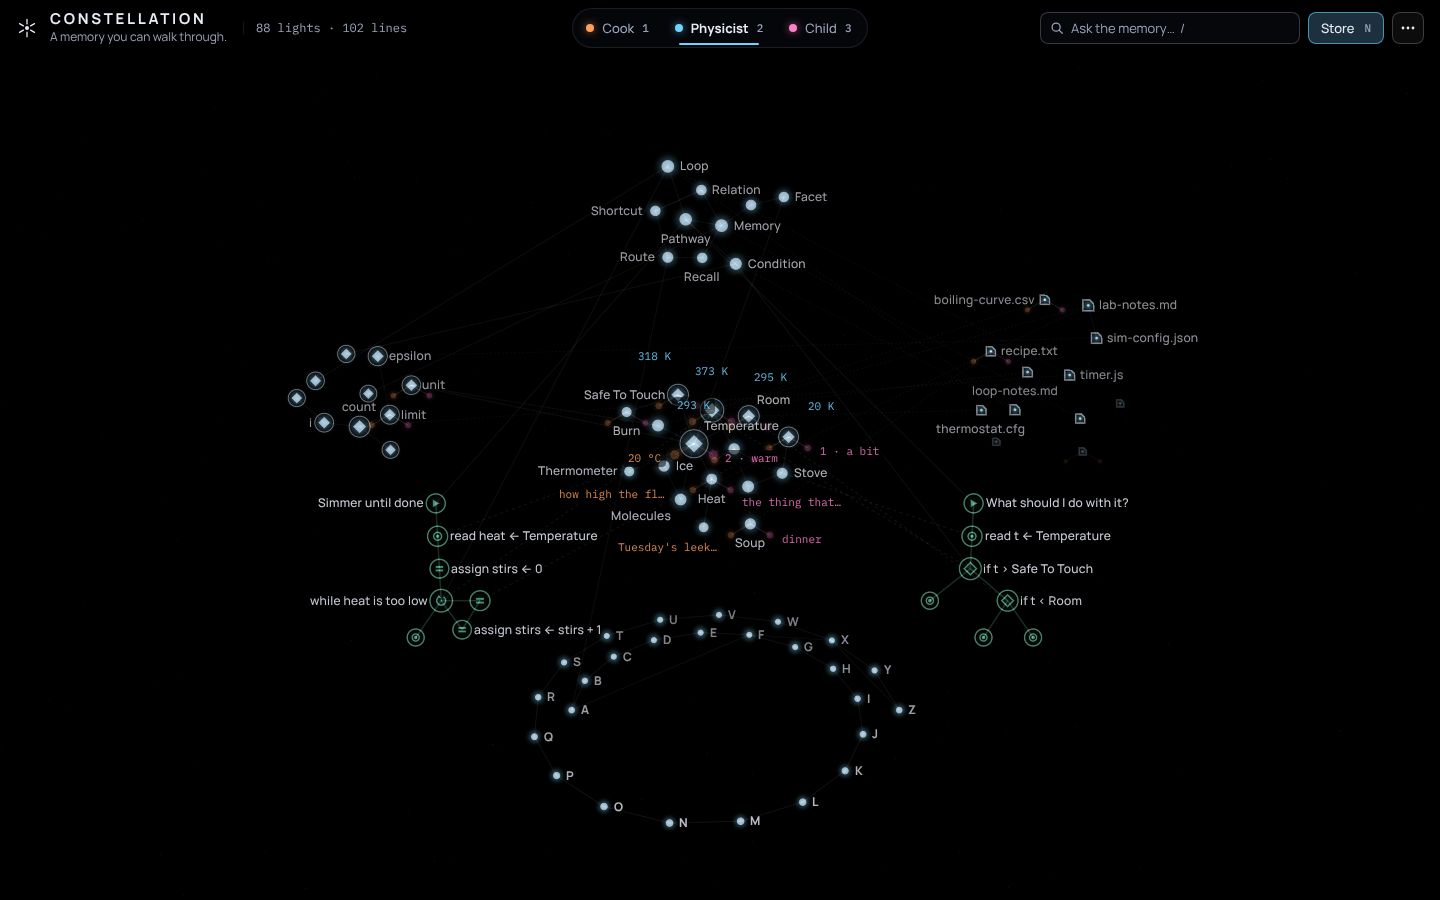 CONSTELLATION
A memory you can walk through.
88 lights · 102 lines
Cook 1
Physicist 2
Child 3
Ask the memory… /
Store N
Loop
Relation
Facet
Shortcut
Memory
Pathway
Route
Recall
Condition
boiling-curve.csv
lab-notes.md
sim-config.json
recipe.txt
timer.js
loop-notes.md
thermostat.cfg
epsilon
unit
count
limit
i
318 K
373 K
295 K
Safe To Touch
293 K
Room
20 K
Burn
Temperature
1 · a bit
20 °C
2 · warm
Thermometer
Ice
Stove
how high the fl…
Heat
the thing that…
Molecules
Tuesday's leek…
Soup
dinner
Simmer until done
read heat ← Temperature
assign stirs ← 0
while heat is too low
assign stirs ← stirs + 1
What should I do with it?
read t ← Temperature
if t > Safe To Touch
if t < Room
U
V
W
T
D
E
F
X
S
C
G
H
Y
B
R
A
I
Z
Q
J
P
K
O
L
N
M